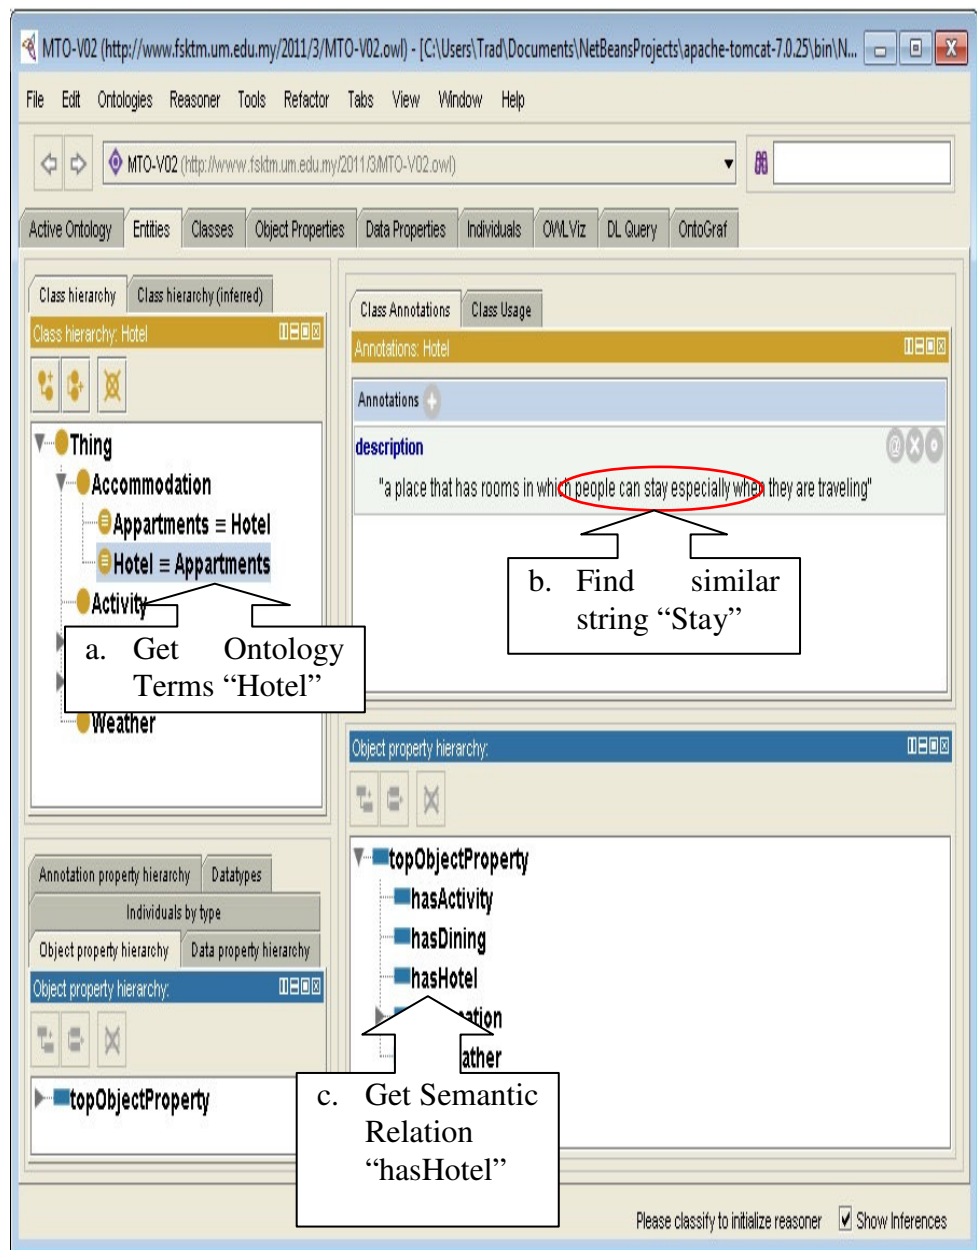 MTO-V02 (http://www.fsktm.um.edu.my/2011/3/MTO-V02.owl) - [C:\Users\Trad\Documents\NetBeansProjects\apache-tomcat-7.0.25\bin\N...
File Edit Ontologies Reasoner Tools Refactor Tabs View Window Help
MTO-V02 (http://www.fsktm.um.edu.my/2011/3/MTO-V02.owl)
Active Ontology Entities Classes Object Properties Data Properties Individuals OWLViz DL Query OntoGraf
Class hierarchy Class hierarchy (inferred)
Class hierarchy: Hotel
Thing
Accommodation
Appartments ≡ Hotel
Hotel ≡ Appartments
Activity
Weather
a. Get Ontology
Terms “Hotel”
Class Annotations Class Usage
Annotations: Hotel
Annotations
description
"a place that has rooms in which people can stay especially when they are traveling"
b. Find similar
string “Stay”
Object property hierarchy:
topObjectProperty
hasActivity
hasDining
hasHotel
ation
ather
c. Get Semantic
Relation
“hasHotel”
Annotation property hierarchy Datatypes
Individuals by type
Object property hierarchy Data property hierarchy
Object property hierarchy:
topObjectProperty
Please classify to initialize reasoner Show Inferences